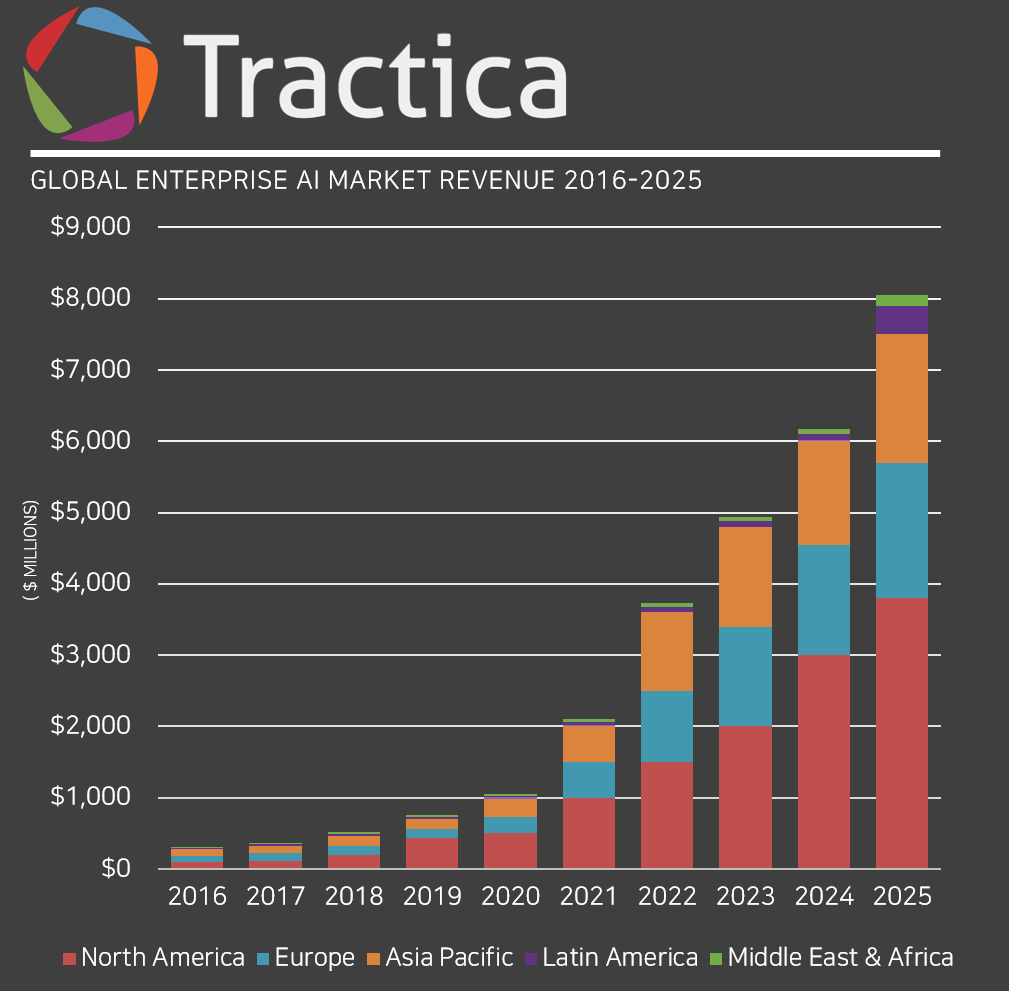 Tractica
GLOBAL ENTERPRISE AI MARKET REVENUE 2016-2025
$9,000
$8,000
$7,000
$6,000
$5,000
$4,000
$3,000
$2,000
$1,000
$0
( $ MILLIONS)
2016 2017 2018 2019 2020 2021 2022 2023 2024 2025
North America Europe Asia Pacific Latin America Middle East & Africa